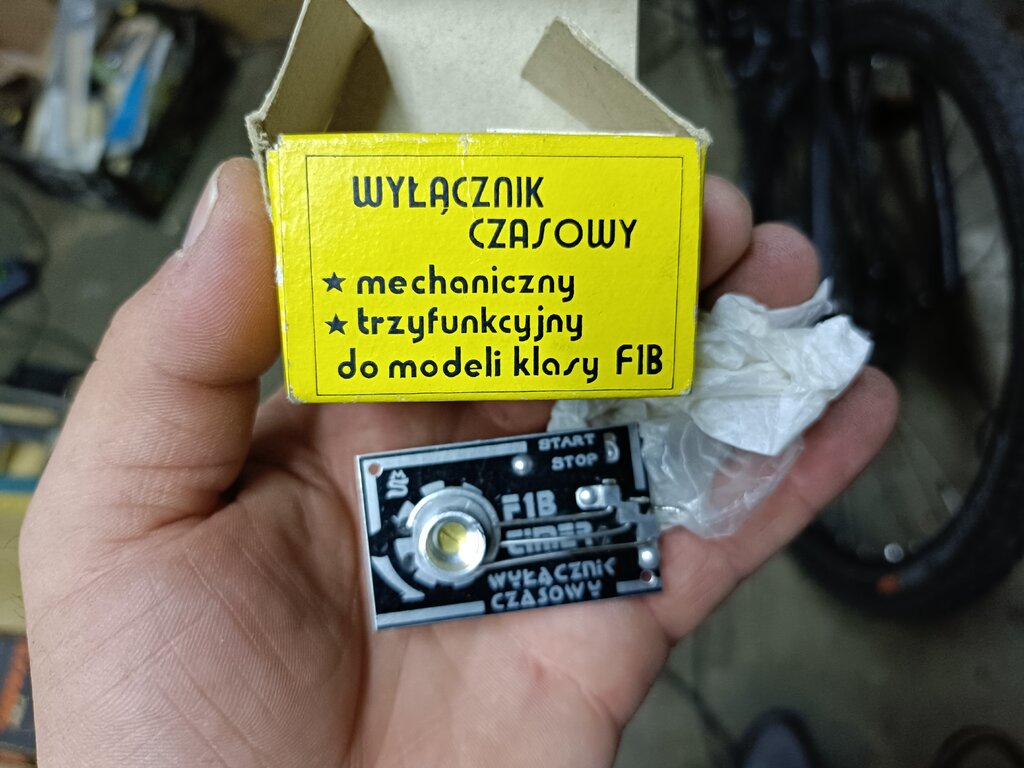 WYŁĄCZNIK
CZASOWY
★ mechaniczny
★ trzyfunkcyjny
do modeli klasy F1B
START
STOP
F1B
TIMER
WYŁĄCZNIK
CZASOWY